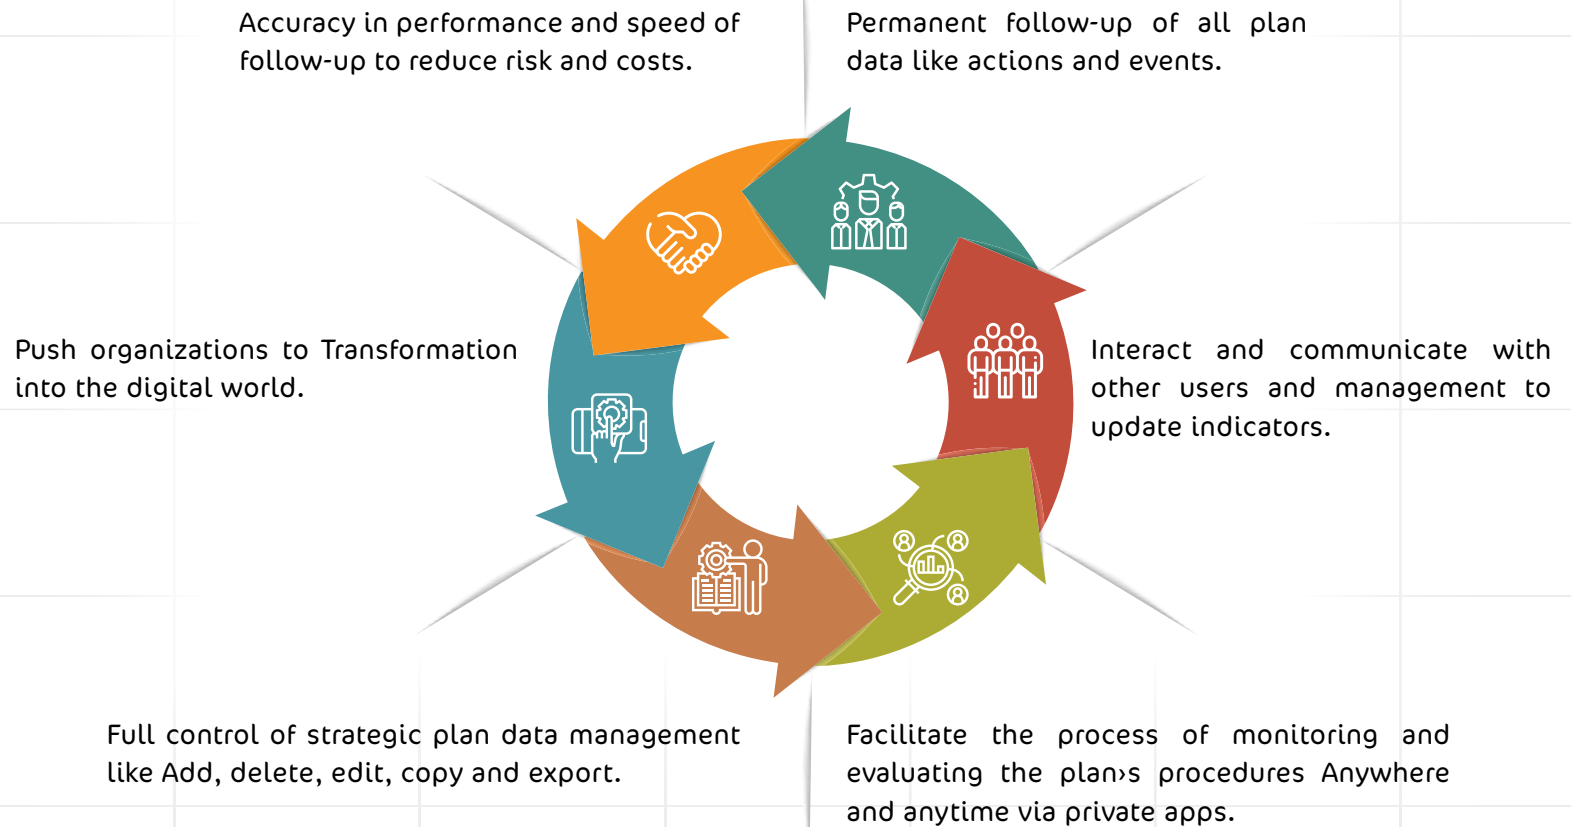 Accuracy in performance and speed of
follow-up to reduce risk and costs.
Permanent follow-up of all plan
data like actions and events.
Push organizations to Transformation
into the digital world.
Interact and communicate with
other users and management to
update indicators.
Full control of strategic plan data management
like Add, delete, edit, copy and export.
Facilitate the process of monitoring and
evaluating the plan›s procedures Anywhere
and anytime via private apps.